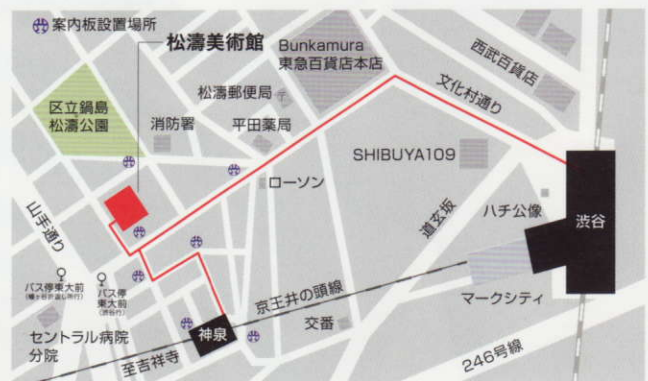 案内板設置場所
松濤美術館
Bunkamura
東急百貨店本店
西武百貨店
文化村通り
松濤郵便局
区立鍋島
松濤公園
消防署
平田薬局
SHIBUYA109
ローソン
道玄坂
ハチ公像
渋谷
山手通り
バス停
東大前
(渋谷行)
バス停東大前
京王井の頭線
マークシティ
セントラル病院
分院
神泉
交番
至吉祥寺
246号線